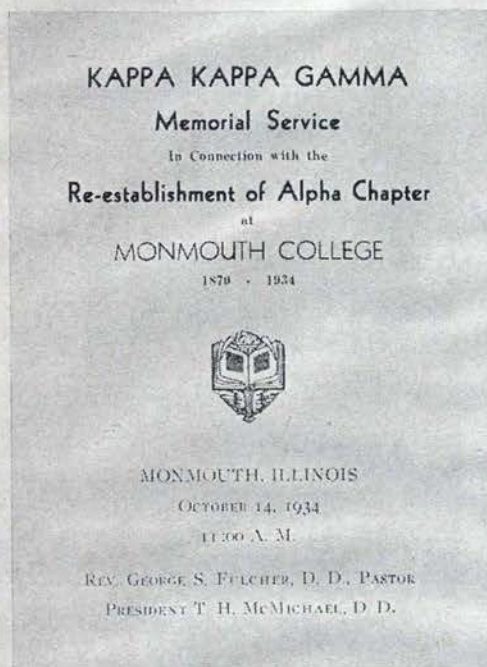 KAPPA KAPPA GAMMA
Memorial Service
In Connection with the
Re-establishment of Alpha Chapter
at
MONMOUTH COLLEGE
1870 - 1934
MONMOUTH, ILLINOIS
OCTOBER 14, 1934
11:00 A. M.
REV. GEORGE S. FULCHER, D. D., PASTOR
PRESIDENT T. H. MCMICHAEL, D. D.